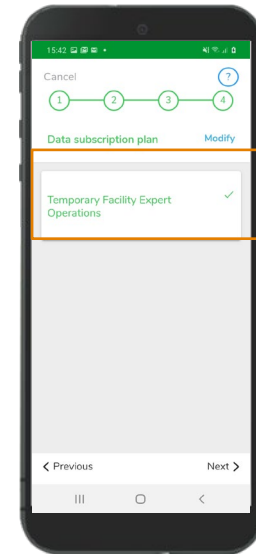 15:42
Cancel
?
1 2 3 4
Data subscription plan Modify
Temporary Facility Expert
Operations
Previous Next